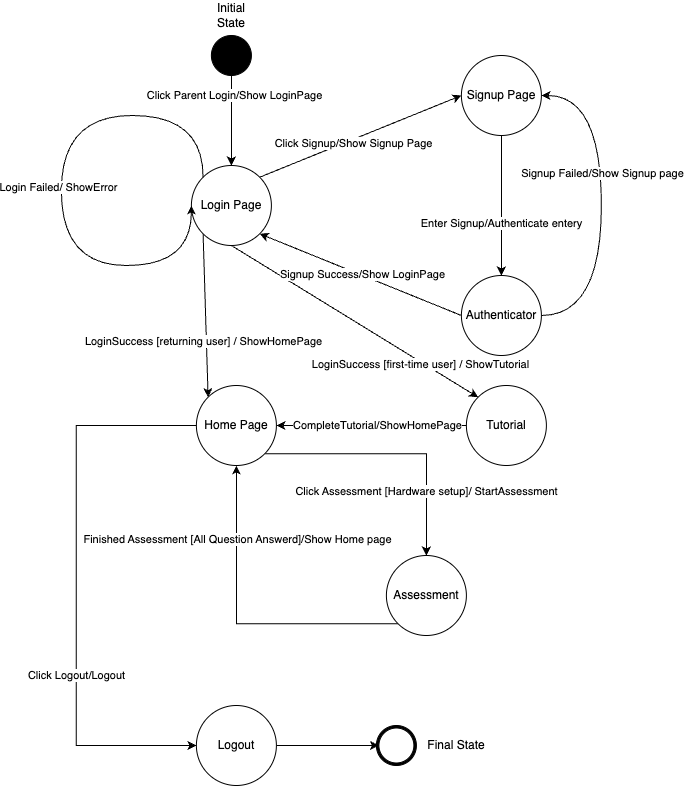 Initial
State
Click Parent Login/Show LoginPage
Signup Page
Click Signup/Show Signup Page
Signup Failed/Show Signup page
Login Failed/ ShowError
Login Page
Enter Signup/Authenticate entery
Signup Success/Show LoginPage
Authenticator
LoginSuccess [returning user] / ShowHomePage
LoginSuccess [first-time user] / ShowTutorial
Home Page
CompleteTutorial/ShowHomePage
Tutorial
Click Assessment [Hardware setup]/ StartAssessment
Finished Assessment [All Question Answerd]/Show Home page
Assessment
Click Logout/Logout
Logout
Final State